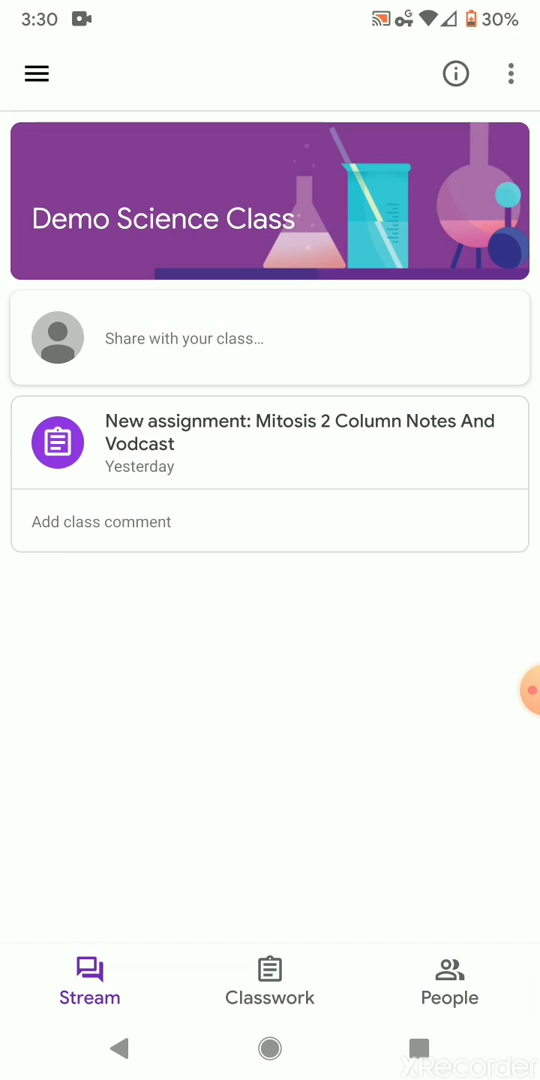 3:30
G
30%
Demo Science Class
Share with your class...
New assignment: Mitosis 2 Column Notes And
Vodcast
Yesterday
Add class comment
Stream
Classwork
People
XRecorder